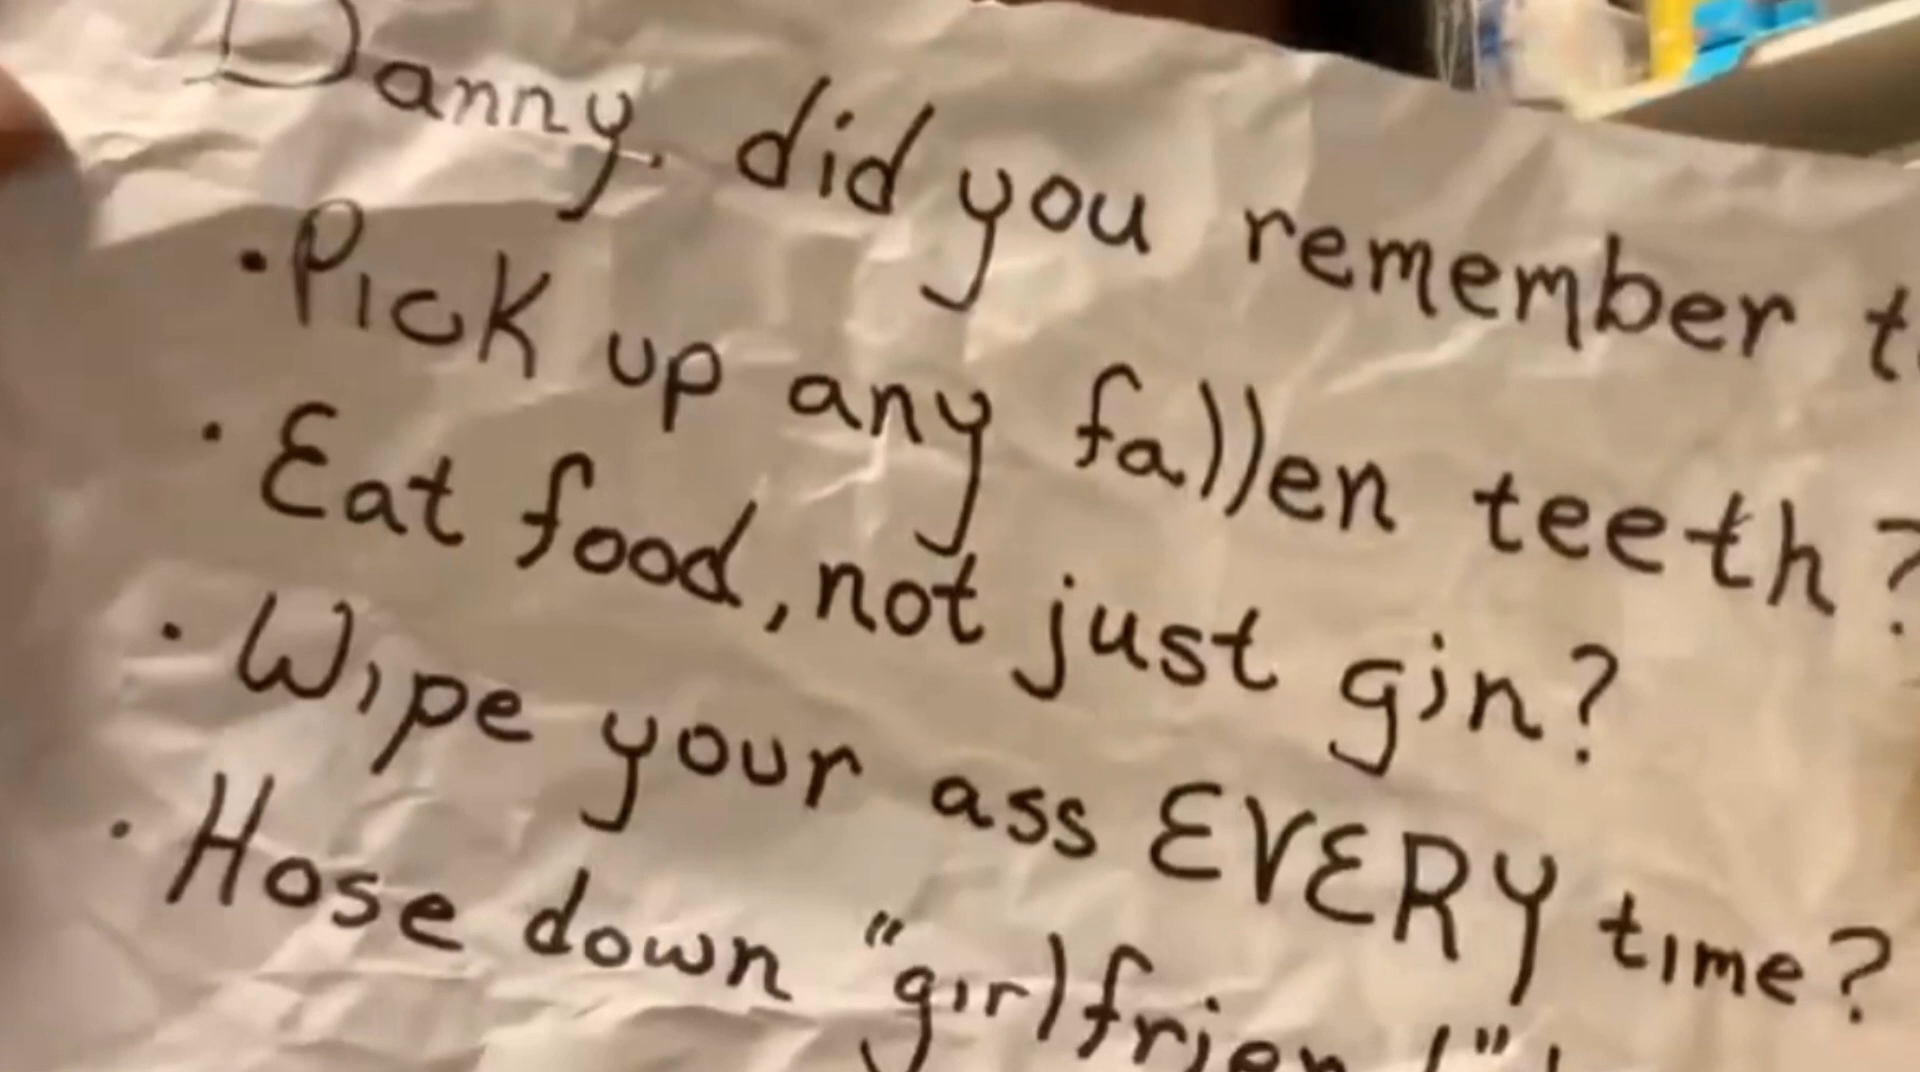 Danny, did you remember
• Pick up any fallen teeth?
• Eat food, not just gin?
• Wipe your ass EVERY time?
• Hose down "girlfriend"